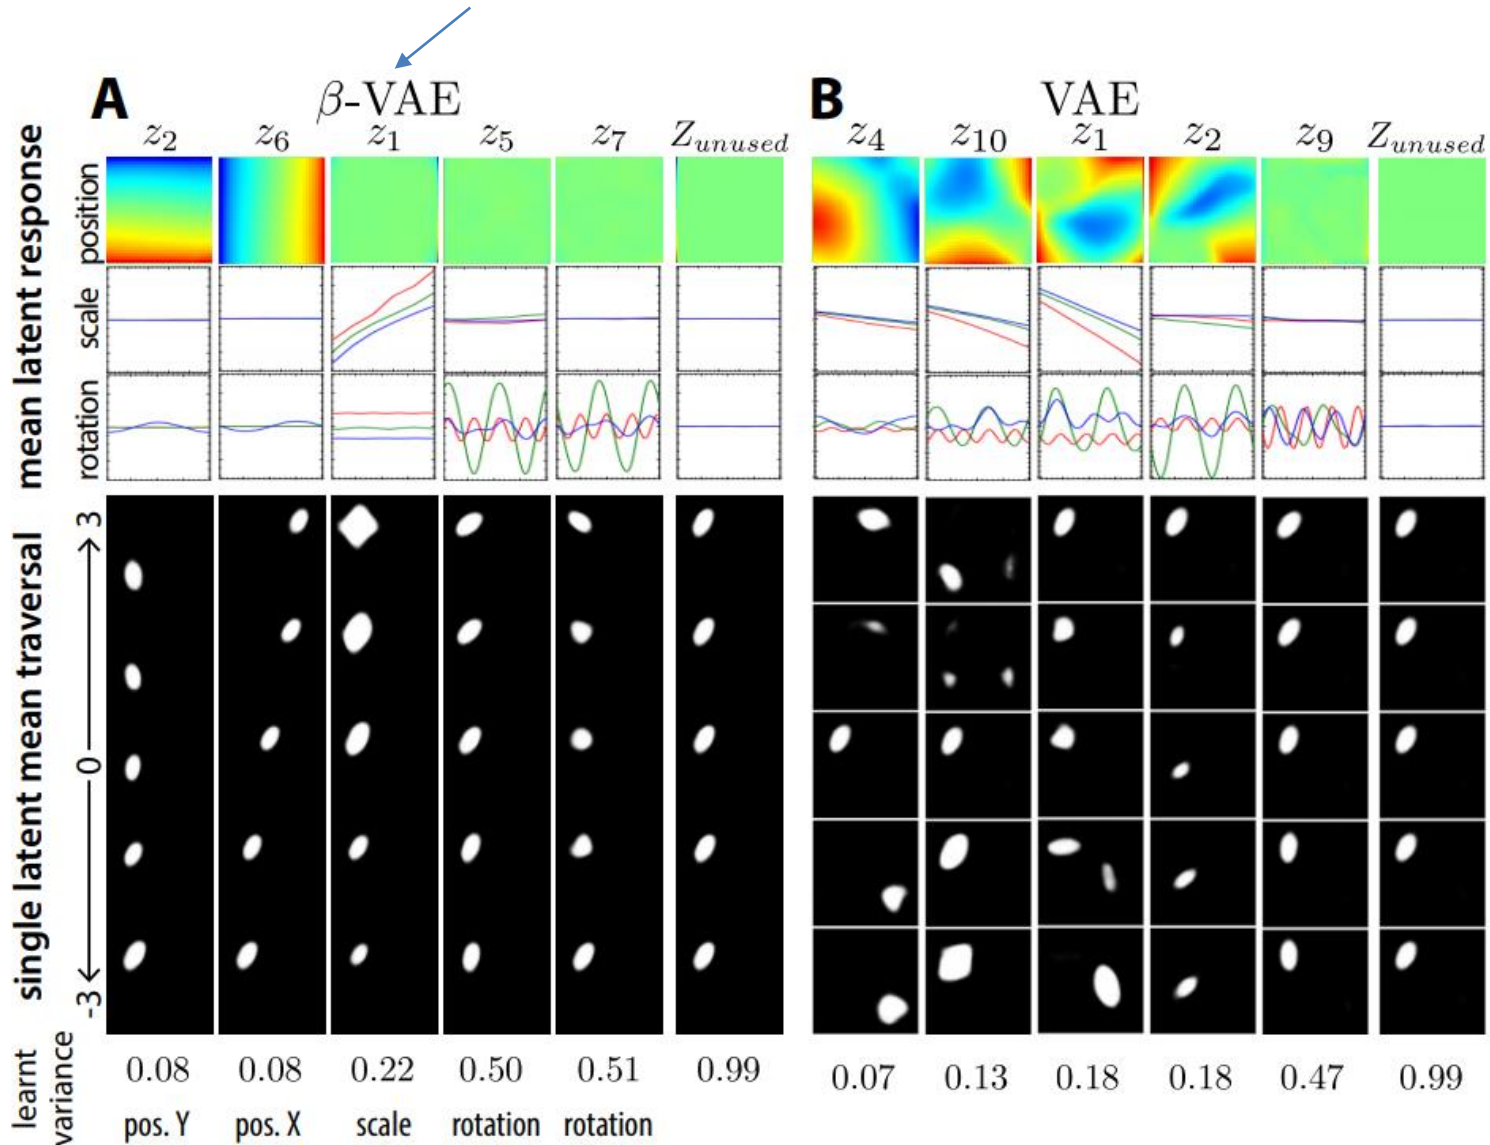 A
β-VAE
z2 z6 z1 z5 z7 Zunused
B
VAE
z4 z10 z1 z2 z9 Zunused
mean latent response
position
scale
rotation
single latent mean traversal
-3 0 3
learnt
variance
0.08 0.08 0.22 0.50 0.51 0.99
0.07 0.13 0.18 0.18 0.47 0.99
pos. Y pos. X scale rotation rotation